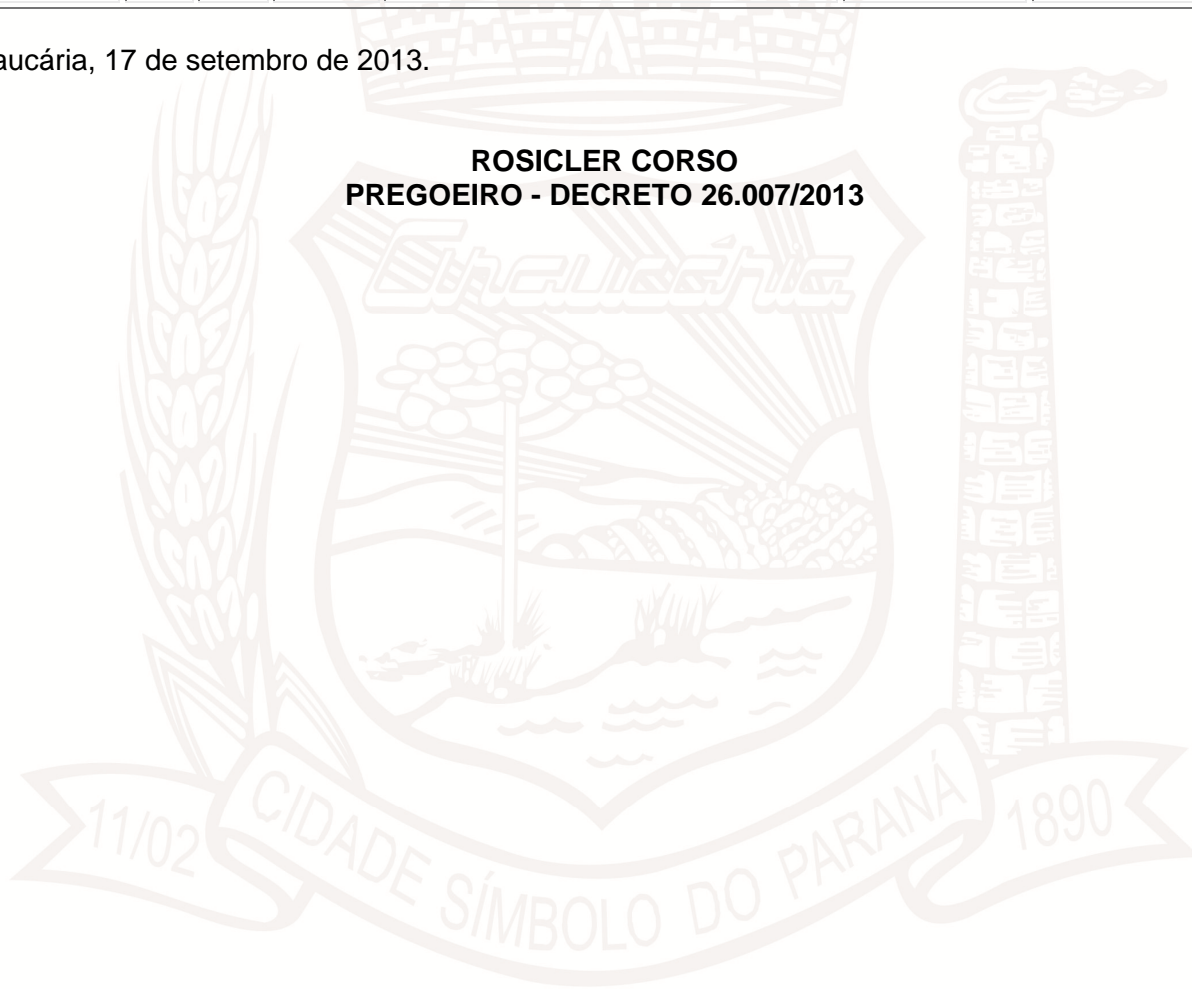 aucária, 17 de setembro de 2013.
ROSICLER CORSO
PREGOEIRO - DECRETO 26.007/2013
Araucária
11/02
CIDADE SÍMBOLO DO PARANÁ
1890